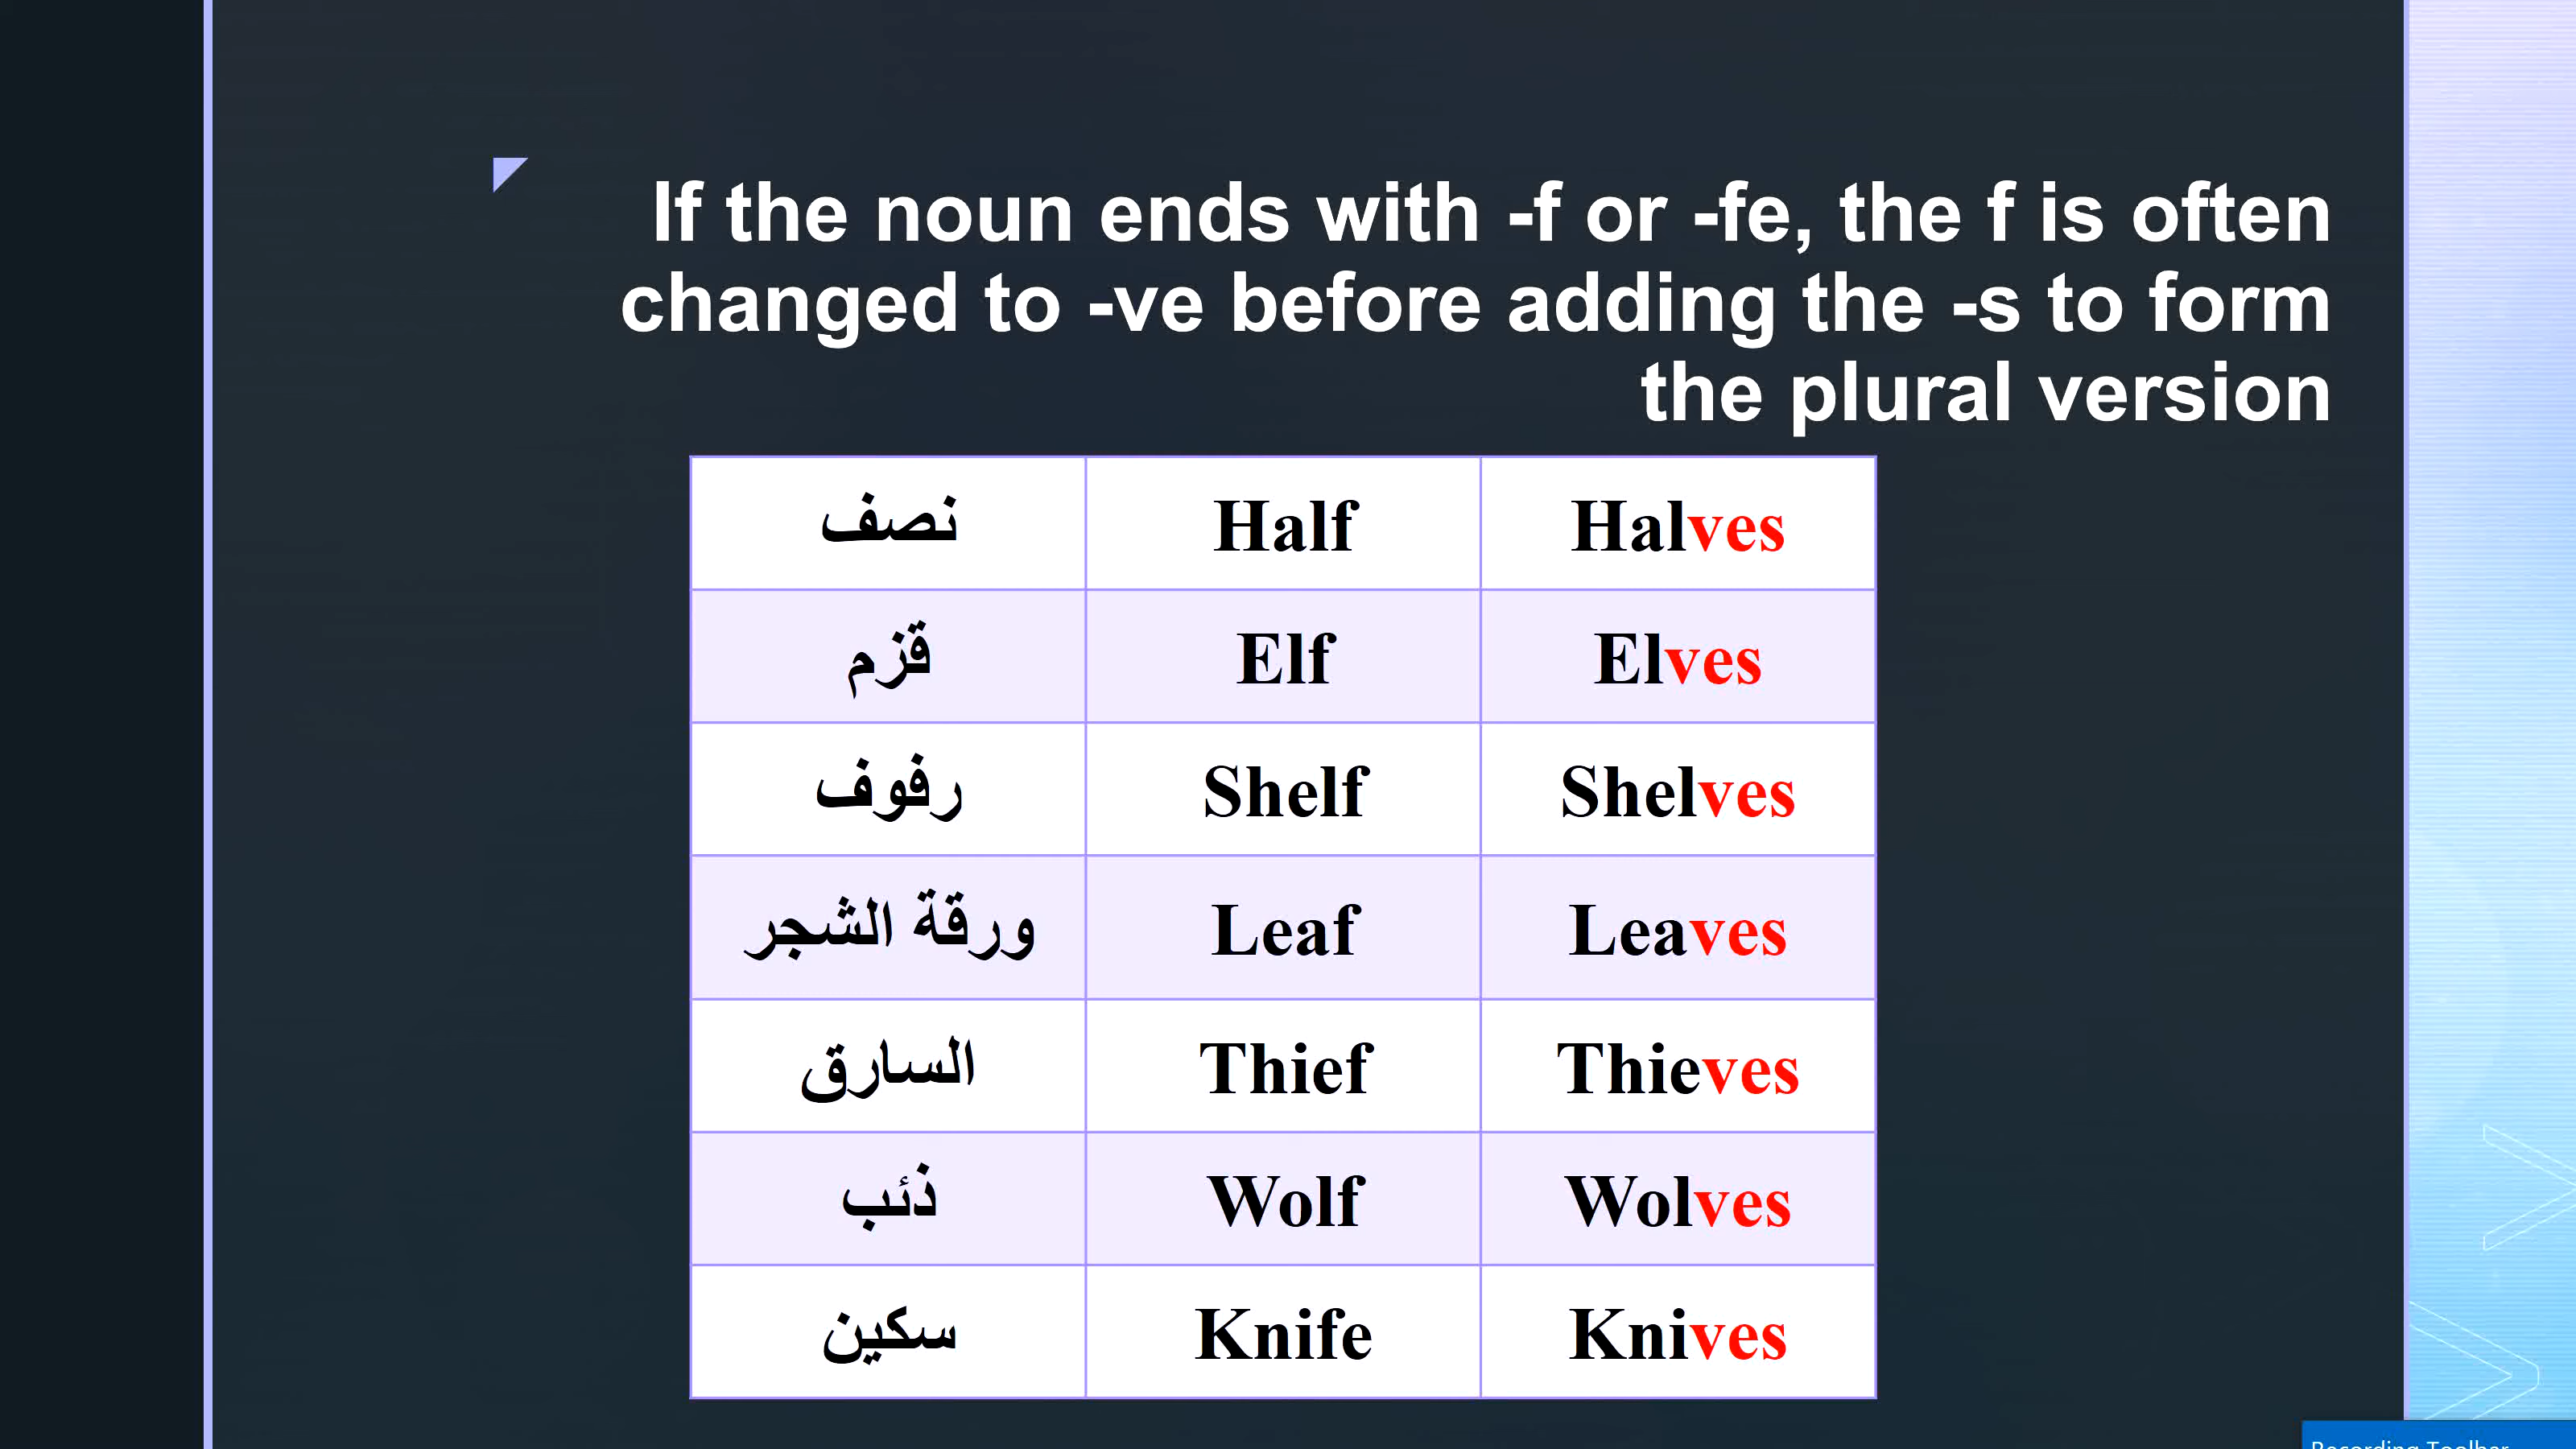 If the noun ends with -f or -fe, the f is often
changed to -ve before adding the -s to form
the plural version
نصف Half Halves
قزم Elf Elves
رفوف Shelf Shelves
ورقة الشجر Leaf Leaves
السارق Thief Thieves
ذئب Wolf Wolves
سكين Knife Knives
Recording Toolbar